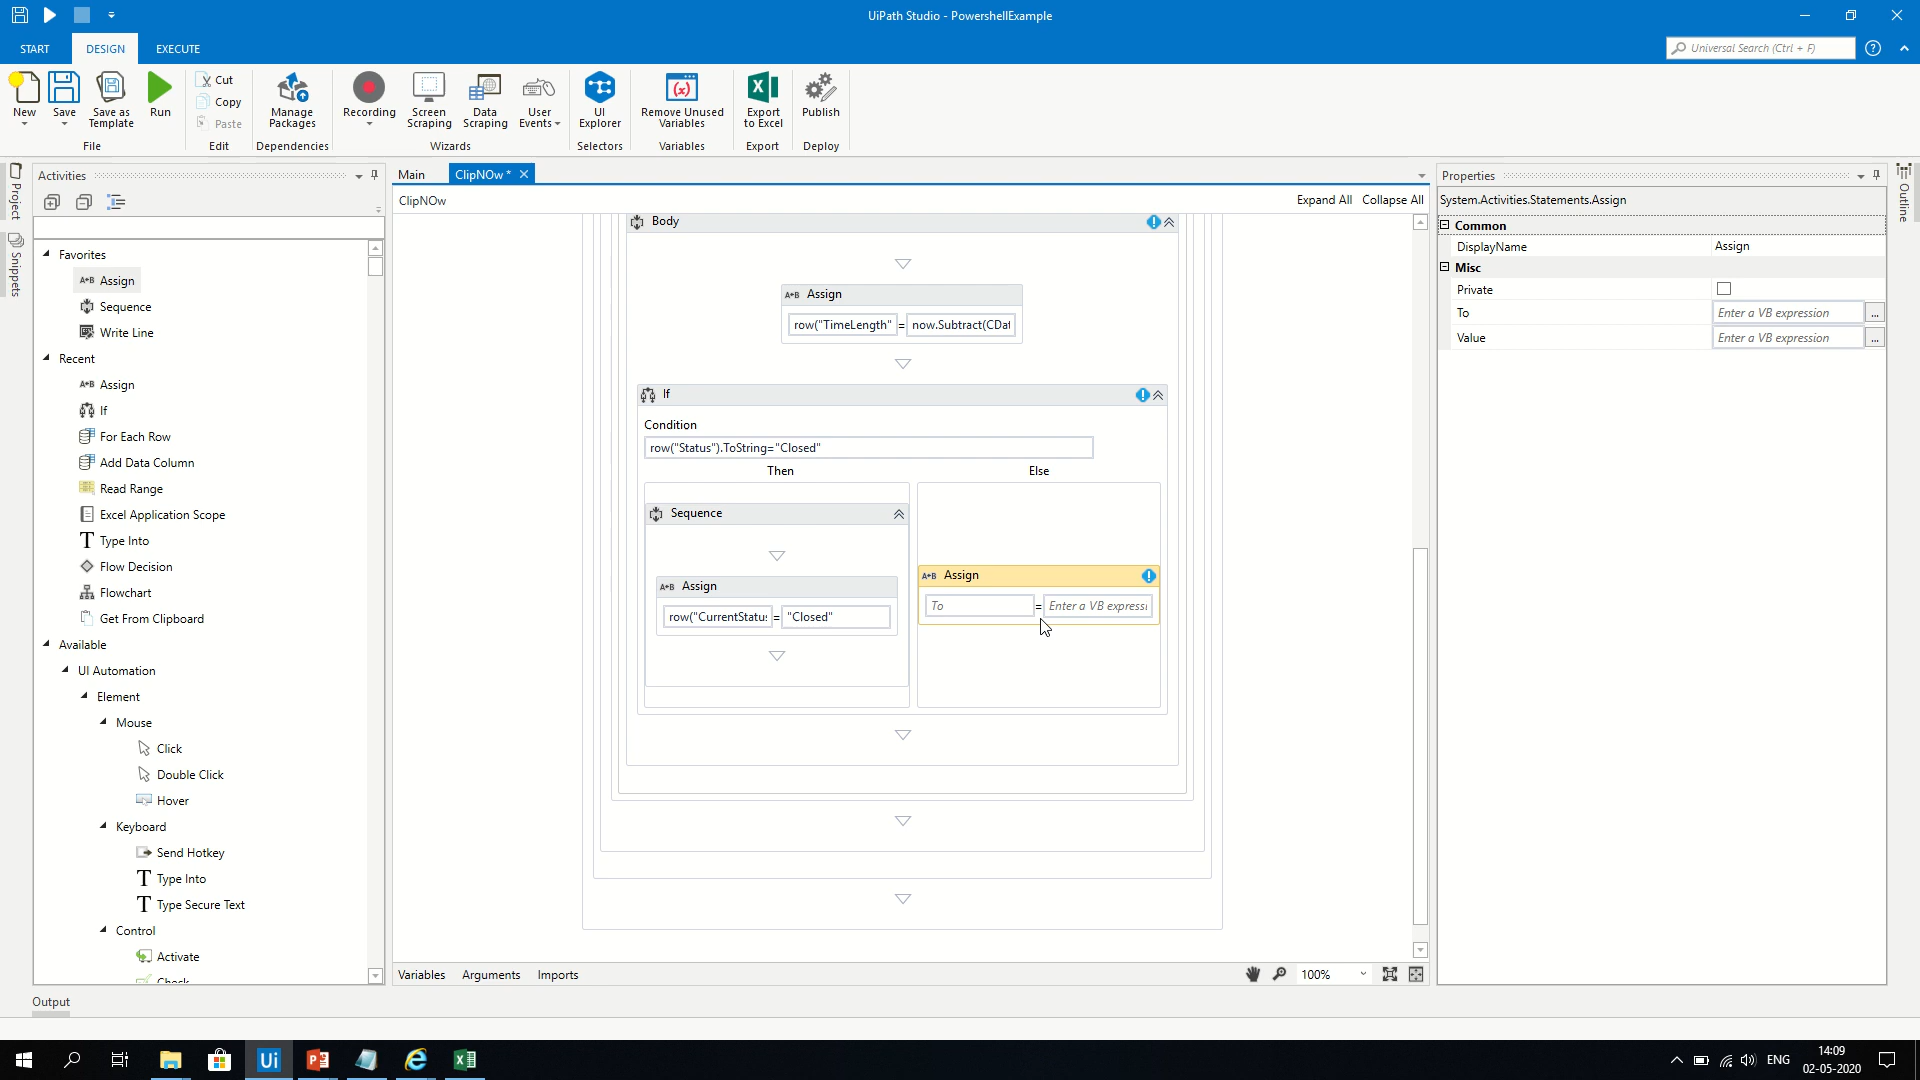 UiPath Studio - PowershellExample
START
DESIGN
EXECUTE
Universal Search (Ctrl + F)
New
Save
Save as Template
Run
Cut
Copy
Paste
Manage Packages
Recording
Screen Scraping
Data Scraping
User Events
UI Explorer
Remove Unused Variables
Export to Excel
Publish
File
Edit
Dependencies
Wizards
Selectors
Variables
Export
Deploy
Project
Snippets
Activities
Favorites
A+B Assign
Sequence
Write Line
Recent
A+B Assign
If
For Each Row
Add Data Column
Read Range
Excel Application Scope
Type Into
Flow Decision
Flowchart
Get From Clipboard
Available
UI Automation
Element
Mouse
Click
Double Click
Hover
Keyboard
Send Hotkey
Type Into
Type Secure Text
Control
Activate
Check
Main
ClipNOw *
ClipNOw
Expand All
Collapse All
Body
A+B Assign
row("TimeLength" = now.Subtract(CDat
If
Condition
row("Status").ToString="Closed"
Then
Else
Sequence
A+B Assign
row("CurrentStatus = "Closed"
A+B Assign
To = Enter a VB expressi
Variables
Arguments
Imports
100%
Properties
System.Activities.Statements.Assign
Common
DisplayName
Assign
Misc
Private
To
Enter a VB expression
...
Value
Enter a VB expression
...
Outline
Output
Ui
ENG
14:09
02-05-2020